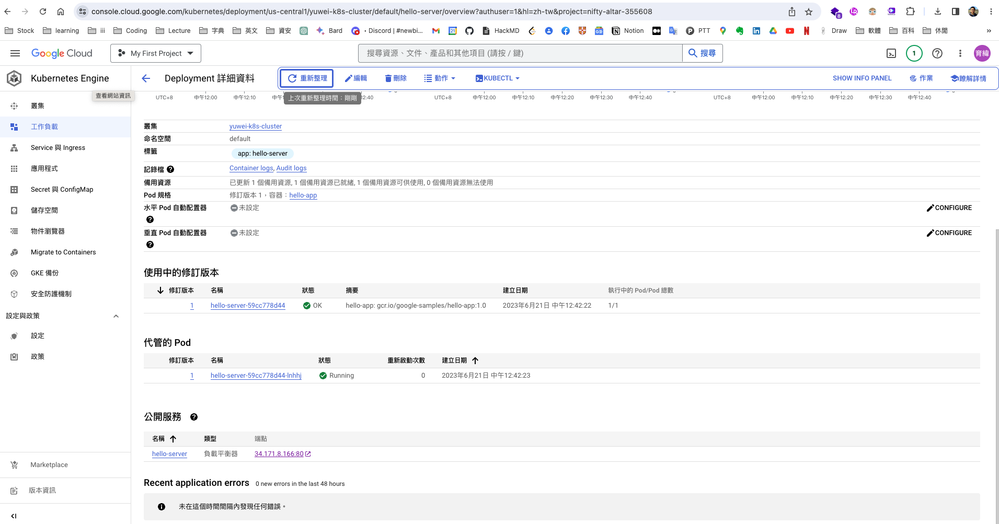 console.cloud.google.com/kubernetes/deployment/us-central1/yuwei-k8s-cluster/default/hello-server/overview?authuser=1&hl=zh-tw&project=nifty-altar-355608
8
Stock learning iii Coding Lecture 字典 英文 資安 Bard • Discord | #newbi... 21 HackMD Notion PTT Draw 軟體 百科 休閒 »
Google Cloud My First Project 搜尋資源、文件、產品和其他項目 (請按 / 鍵) 搜尋 1 育緯
Kubernetes Engine Deployment 詳細資料 重新整理 編輯 刪除 動作 KUBECTL SHOW INFO PANEL 作業 瞭解詳情
查看網站資訊
上次重新整理時間：剛剛
UTC+8 中午12:00 中午12:10 中午12:40 UTC+8 中午12:00 中午12:10 中午12:20 中午12:30 中午12:40 UTC+8 中午12:00 中午12:10 中午12:20 中午12:30 中午12:40
叢集
工作負載
Service 與 Ingress
應用程式
Secret 與 ConfigMap
儲存空間
物件瀏覽器
Migrate to Containers
GKE 備份
安全防護機制
設定與政策
設定
政策
Marketplace
版本資訊
叢集 yuwei-k8s-cluster
命名空間 default
標籤 app: hello-server
記錄檔 Container logs, Audit logs
備用資源 已更新 1 個備用資源, 1 個備用資源已就緒, 1 個備用資源可供使用, 0 個備用資源無法使用
Pod 規格 修訂版本 1，容器：hello-app
水平 Pod 自動配置器 未設定 CONFIGURE
垂直 Pod 自動配置器 未設定 CONFIGURE
使用中的修訂版本
修訂版本 名稱 狀態 摘要 建立日期 執行中的 Pod/Pod 總數
1 hello-server-59cc778d44 OK hello-app: gcr.io/google-samples/hello-app:1.0 2023年6月21日 中午12:42:22 1/1
代管的 Pod
修訂版本 名稱 狀態 重新啟動次數 建立日期
1 hello-server-59cc778d44-lnhhj Running 0 2023年6月21日 中午12:42:23
公開服務
名稱 類型 端點
hello-server 負載平衡器 34.171.8.166:80
Recent application errors 0 new errors in the last 48 hours
未在這個時間間隔內發現任何錯誤。